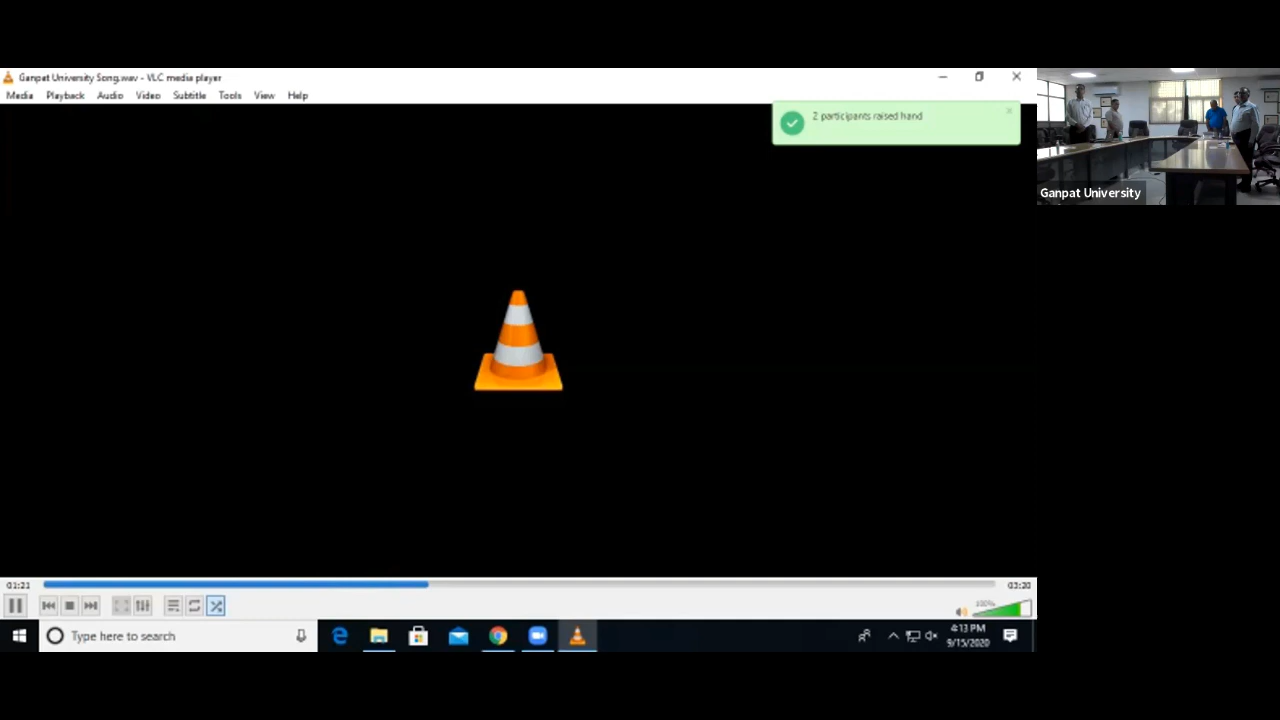 Ganpat University Song.wav - VLC media player
Media Playback Audio Video Subtitle Tools View Help
2 participants raised hand
Ganpat University
01:21
03:20
100%
Type here to search
4:13 PM
9/15/2020